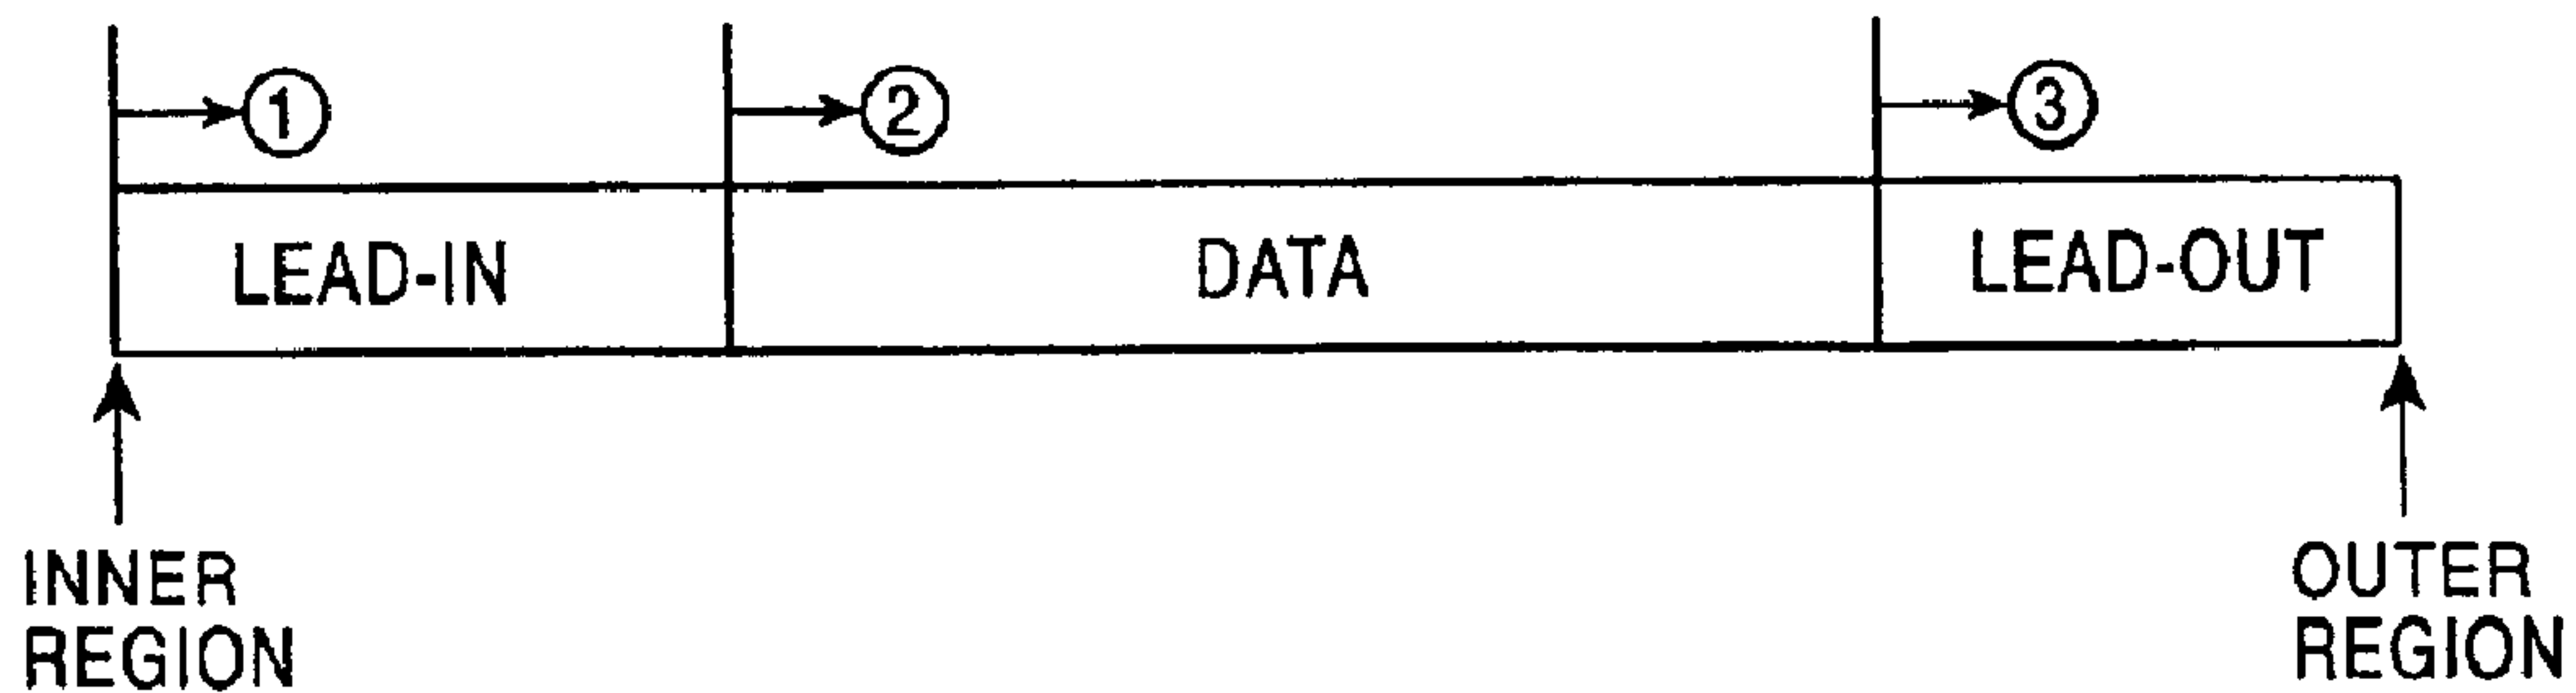 ① ② ③
LEAD-IN DATA LEAD-OUT
INNER
REGION
OUTER
REGION